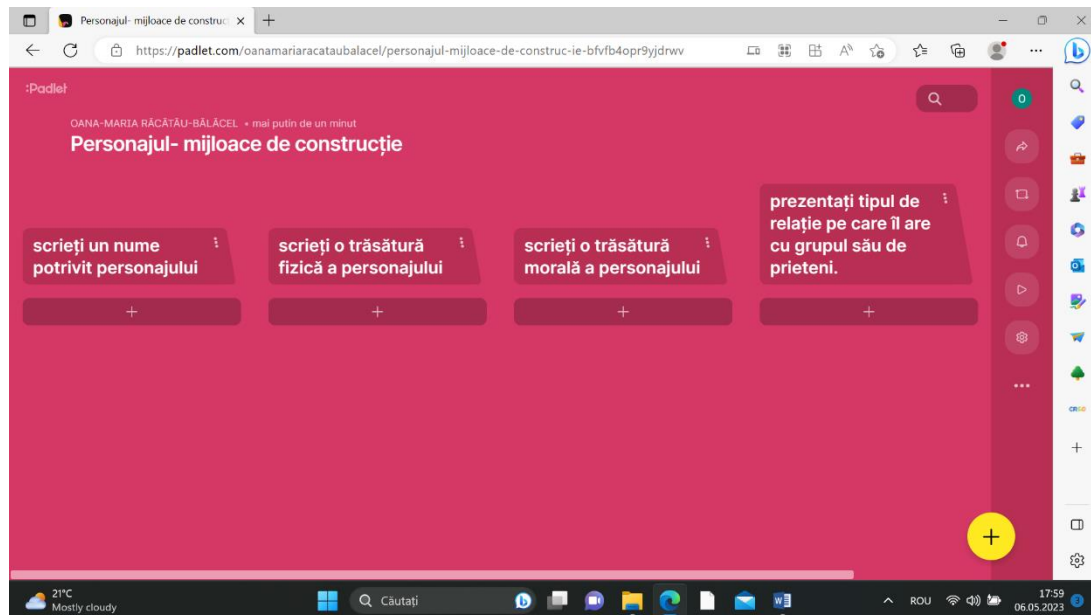 Personajul- mijloace de construc
https://padlet.com/oanamariaracataubalacel/personajul-mijloace-de-construc-ie-bfvfb4opr9yjdrwv
:Padlet
OANA-MARIA RĂCĂTĂU-BĂLĂCEL • mai putin de un minut
Personajul- mijloace de construcție
scrieți un nume
potrivit personajului
scrieți o trăsătură
fizică a personajului
scrieți o trăsătură
morală a personajului
prezentați tipul de
relație pe care îl are
cu grupul său de
prieteni.
O
21°C
Mostly cloudy
Căutați
ROU
17:59
06.05.2023